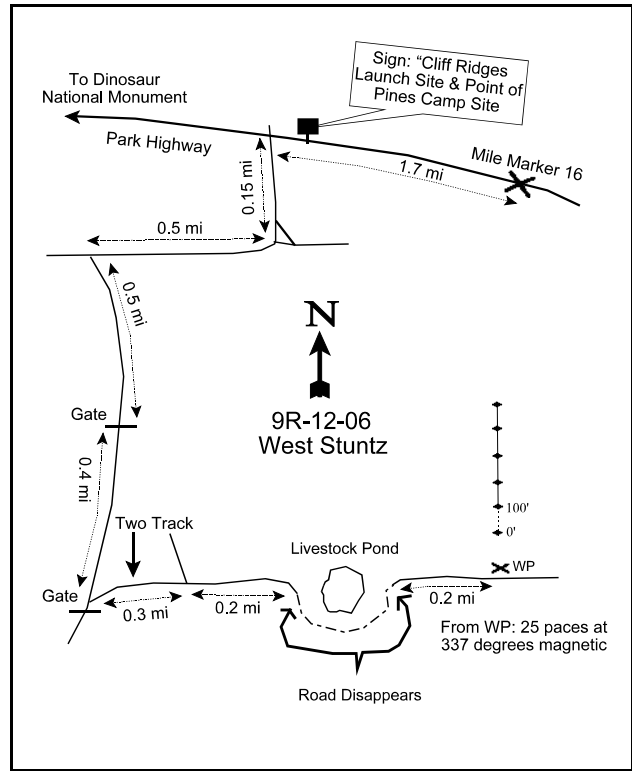 Sign: “Cliff Ridges
Launch Site & Point of
Pines Camp Site
To Dinosaur
National Monument
Park Highway
Mile Marker 16
1.7 mi
0.15 mi
0.5 mi
0.5 mi
N
9R-12-06
West Stuntz
Gate
0.4 mi
100'
0'
Two Track
Livestock Pond
WP
Gate
0.3 mi
0.2 mi
0.2 mi
From WP: 25 paces at
337 degrees magnetic
Road Disappears